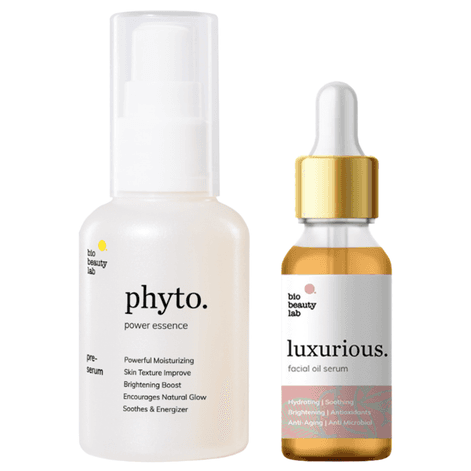 bio
beauty
lab
phyto.
power essence
pre-
serum
Powerful Moisturizing
Skin Texture Improve
Brightening Boost
Encourages Natural Glow
Soothes & Energizer
bio
beauty
lab
luxurious.
facial oil serum
Hydrating | Soothing
Brightening | Antioxidants
Anti-Aging | Anti Microbial